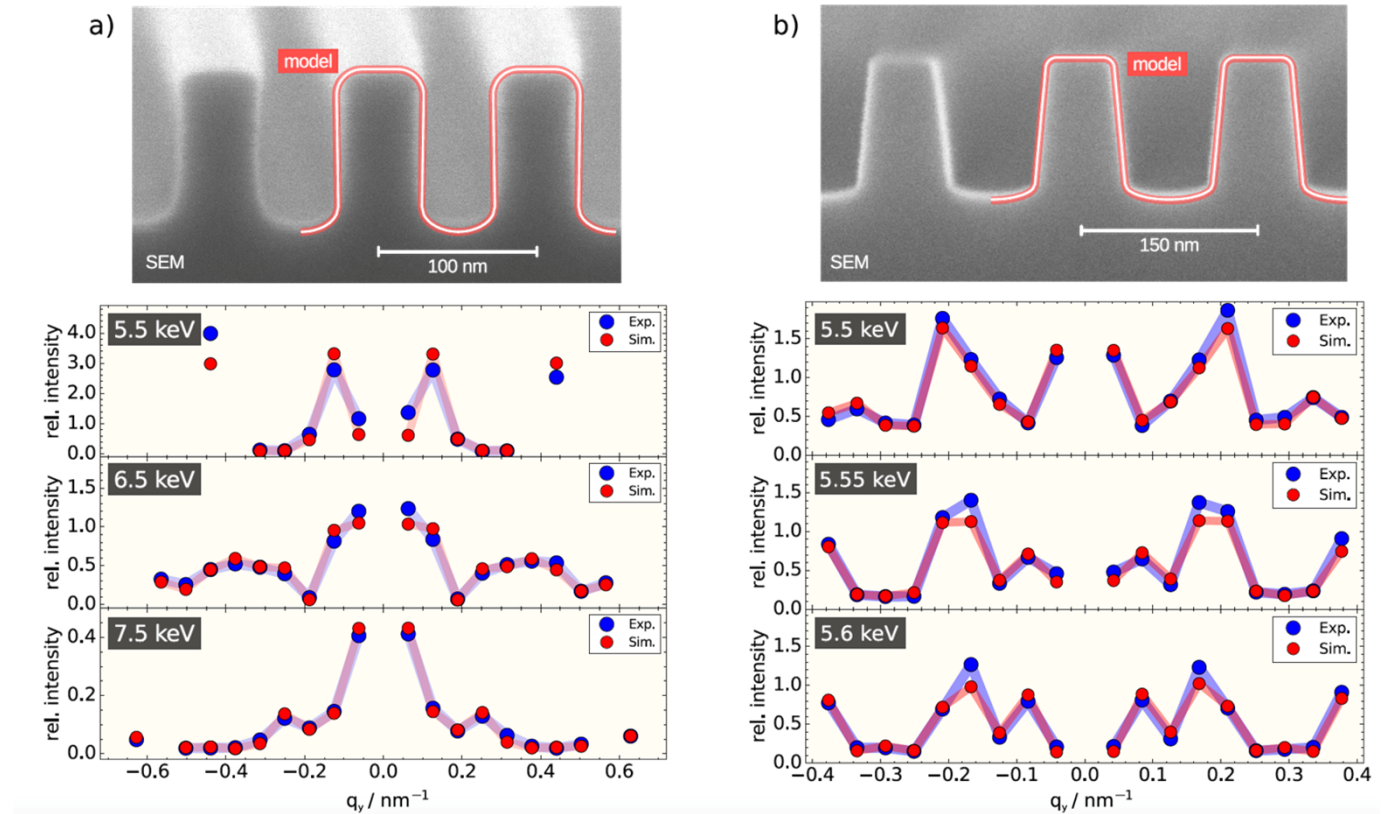 a)
model
SEM
100 nm
5.5 keV
Exp.
Sim.
rel. intensity
4.0
3.0
2.0
1.0
0.0
6.5 keV
Exp.
Sim.
rel. intensity
1.5
1.0
0.5
0.0
7.5 keV
Exp.
Sim.
rel. intensity
0.4
0.2
0.0
−0.6 −0.4 −0.2 0.0 0.2 0.4 0.6
qy / nm⁻¹
b)
model
SEM
150 nm
5.5 keV
Exp.
Sim.
rel. intensity
1.5
1.0
0.5
0.0
5.55 keV
Exp.
Sim.
rel. intensity
1.5
1.0
0.5
0.0
5.6 keV
Exp.
Sim.
rel. intensity
1.5
1.0
0.5
0.0
−0.4 −0.3 −0.2 −0.1 0.0 0.1 0.2 0.3 0.4
qy / nm⁻¹